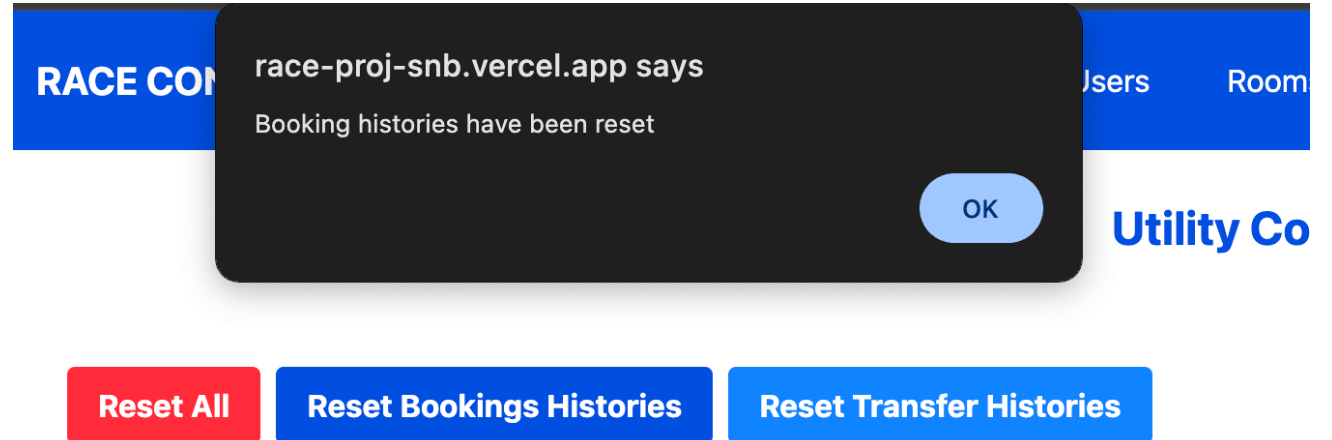 race-proj-snb.vercel.app says
Booking histories have been reset
OK
RACE CON
Users
Rooms
Utility Co
Reset All
Reset Bookings Histories
Reset Transfer Histories